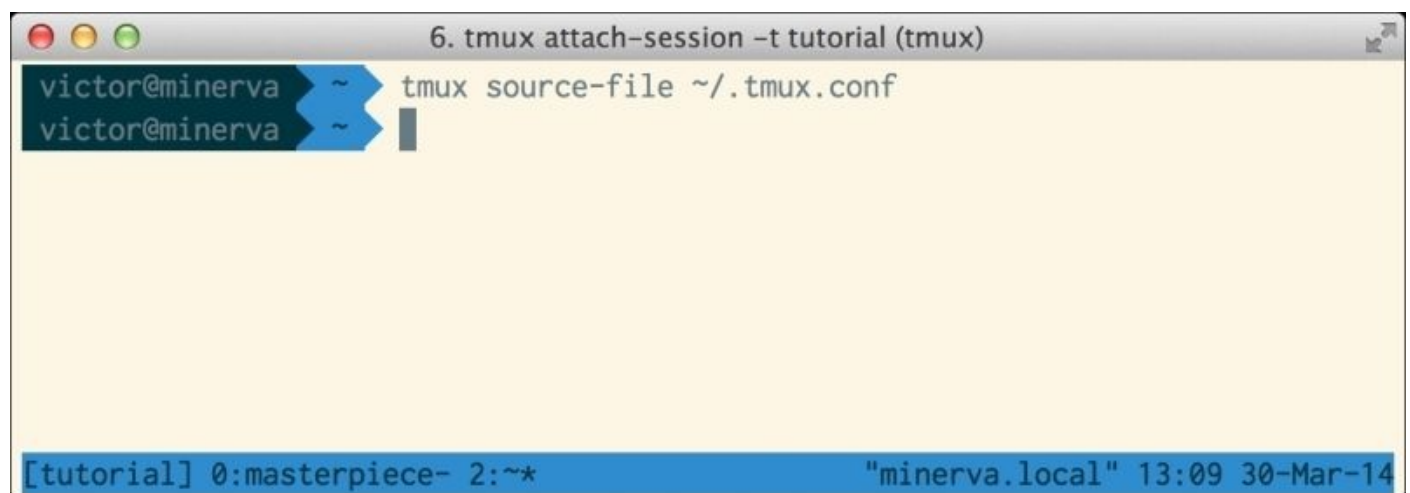 6. tmux attach-session -t tutorial (tmux)
victor@minerva ~ tmux source-file ~/.tmux.conf
victor@minerva ~
[tutorial] 0:masterpiece- 2:~* "minerva.local" 13:09 30-Mar-14